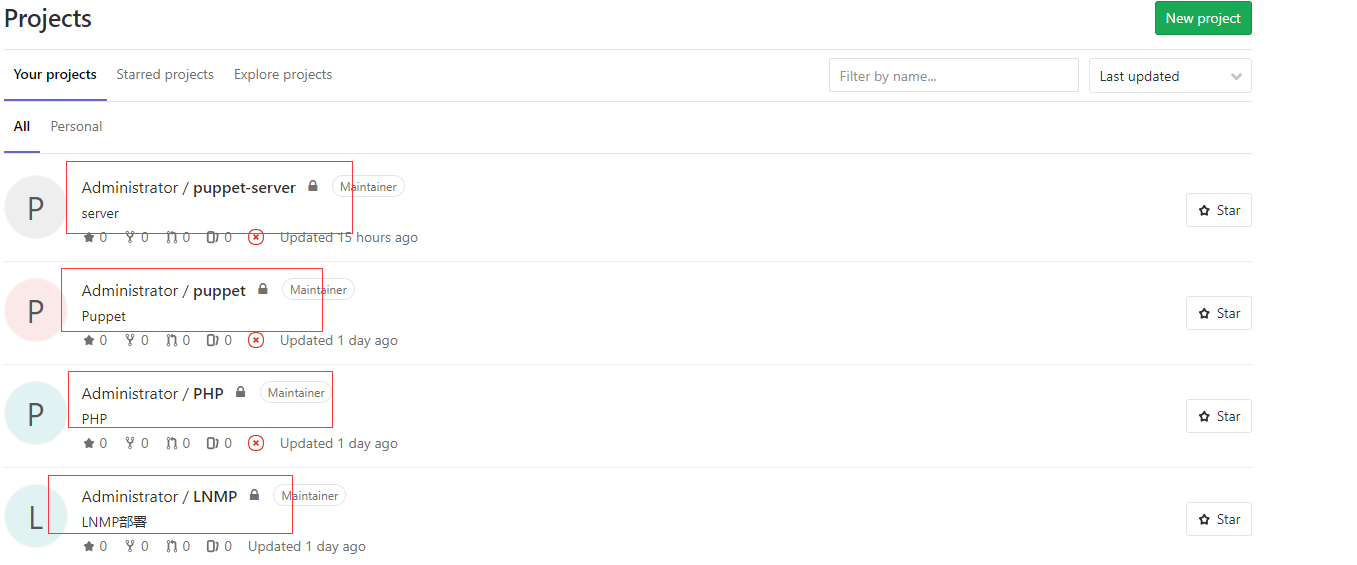 Projects
New project
Your projects Starred projects Explore projects Filter by name... Last updated
All Personal
P Administrator / puppet-server Maintainer
server
Star
0 0 0 0 Updated 15 hours ago
P Administrator / puppet Maintainer
Puppet
Star
0 0 0 0 Updated 1 day ago
P Administrator / PHP Maintainer
PHP
Star
0 0 0 0 Updated 1 day ago
L Administrator / LNMP Maintainer
LNMP部署
Star
0 0 0 0 Updated 1 day ago